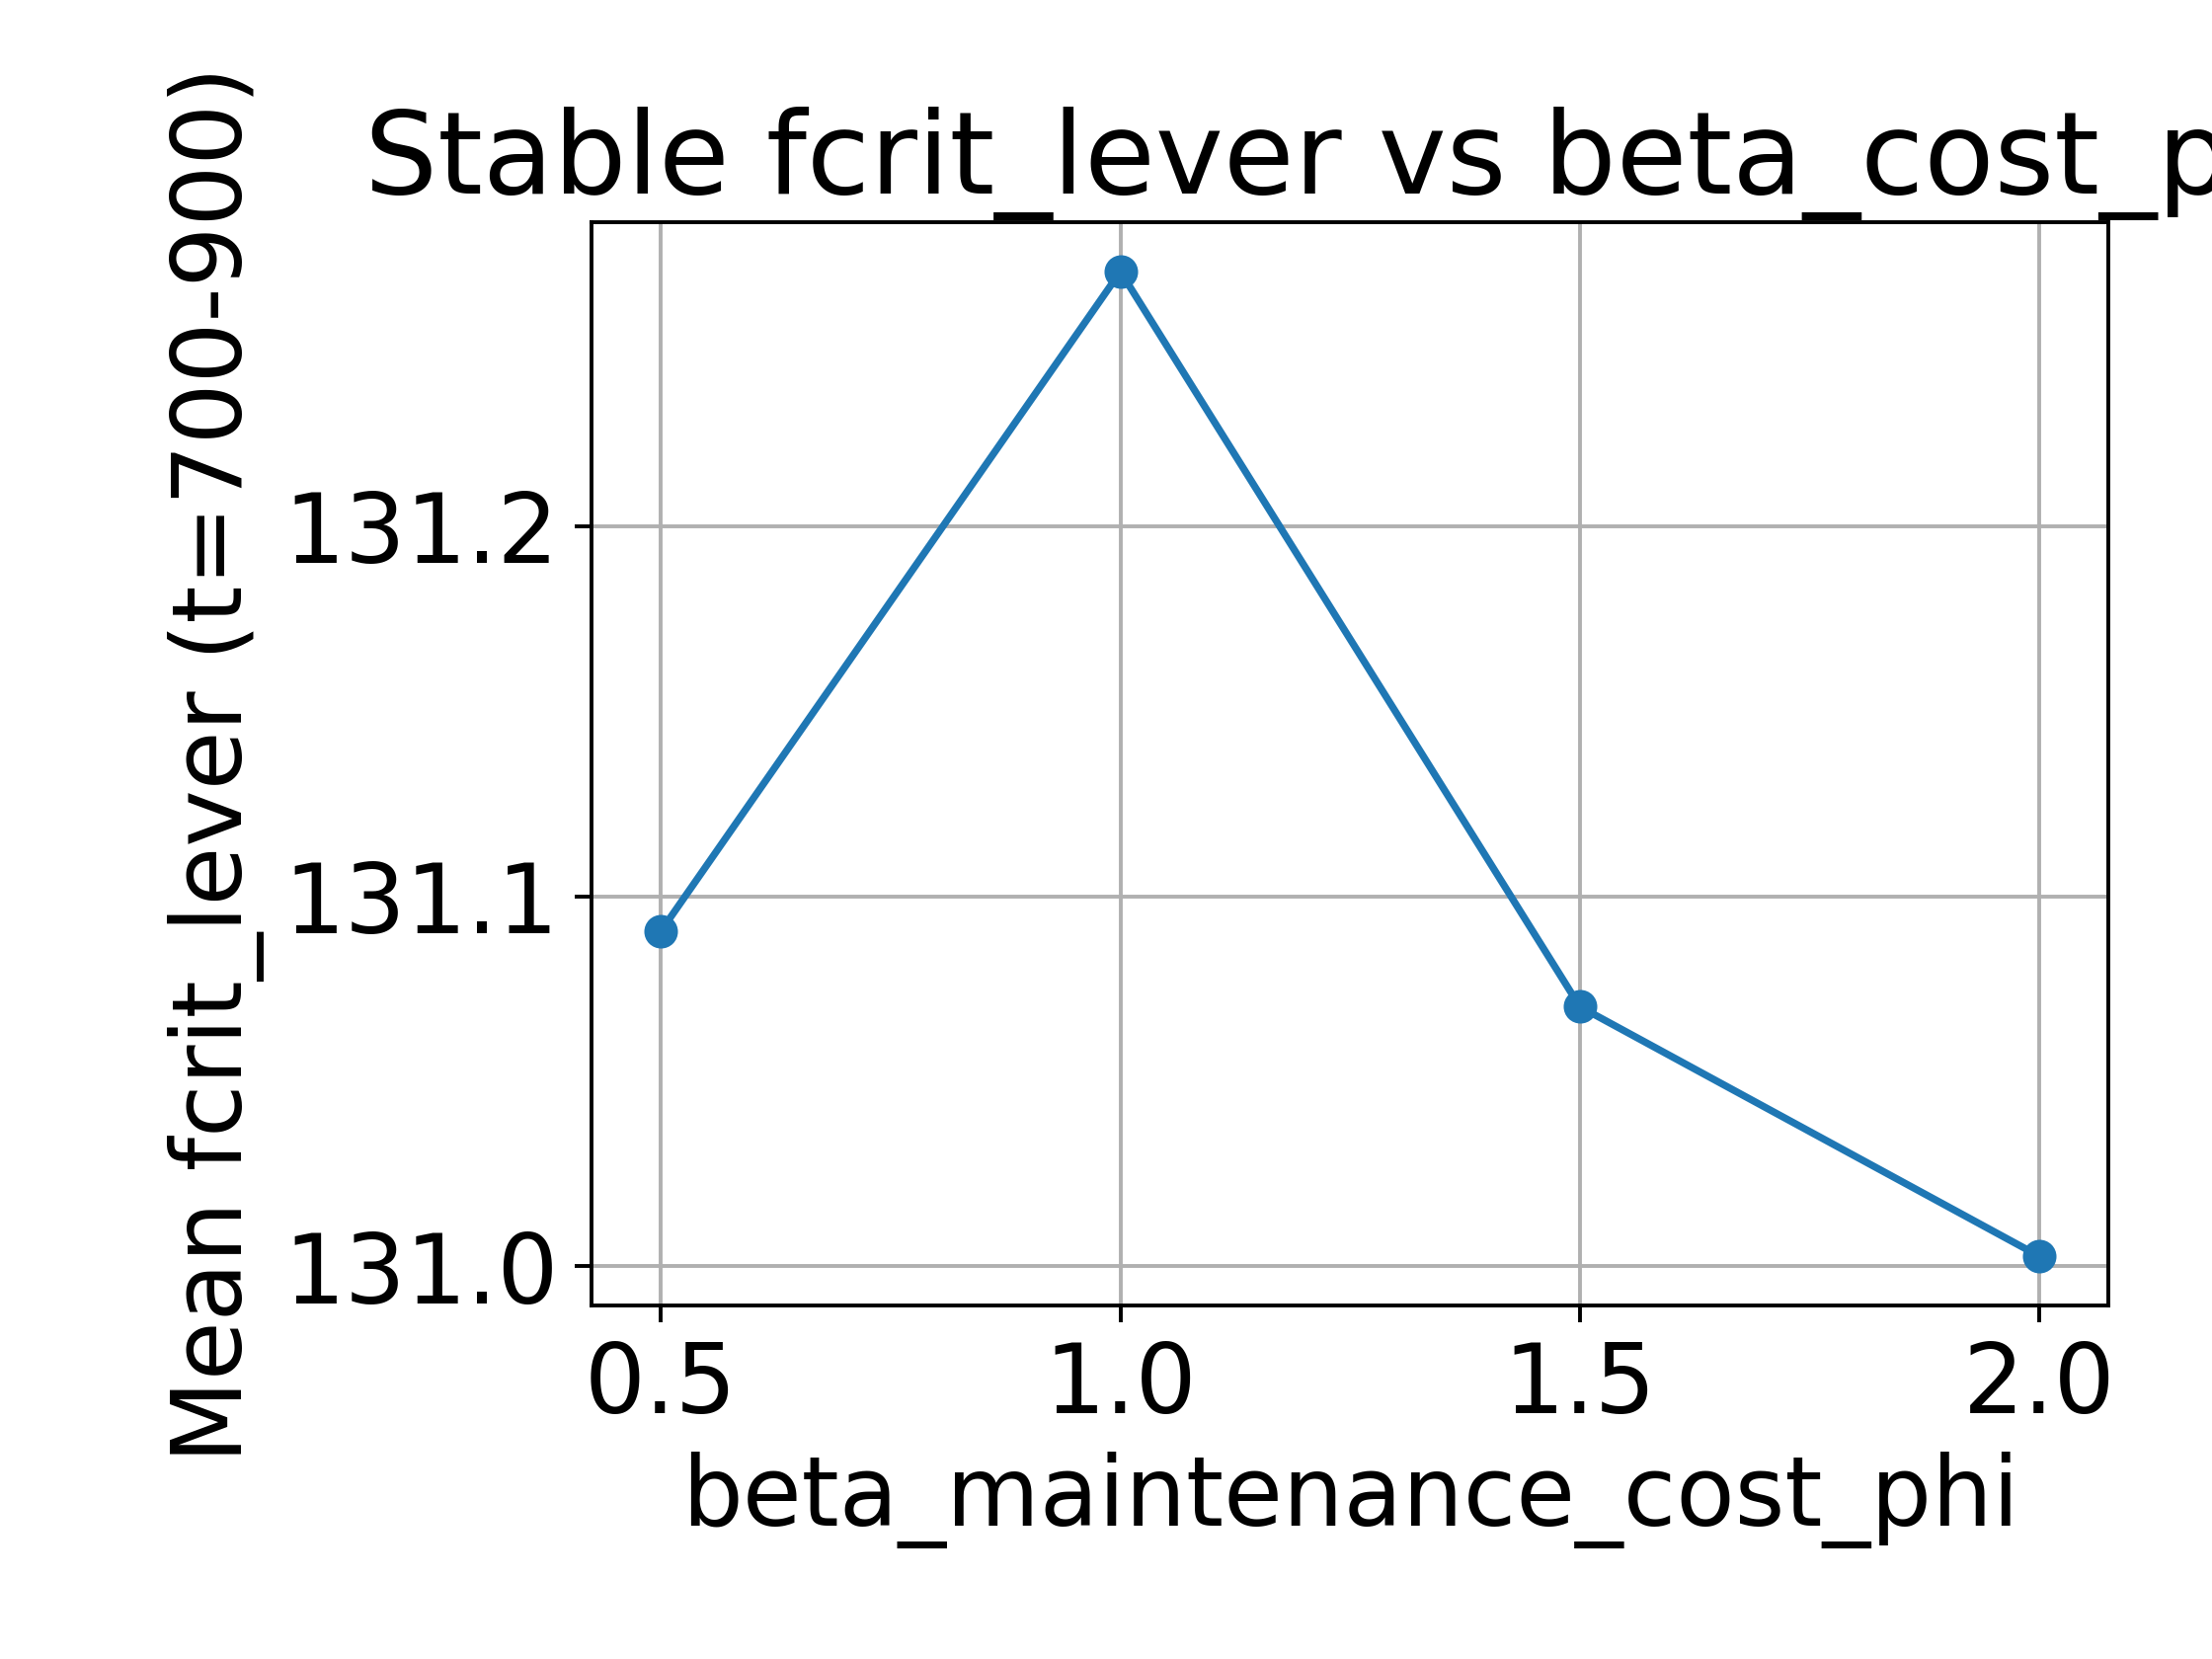 Stable fcrit_lever vs beta_cost_p
Mean fcrit_lever (t=700-900)
131.2
131.1
131.0
0.5 1.0 1.5 2.0
beta_maintenance_cost_phi